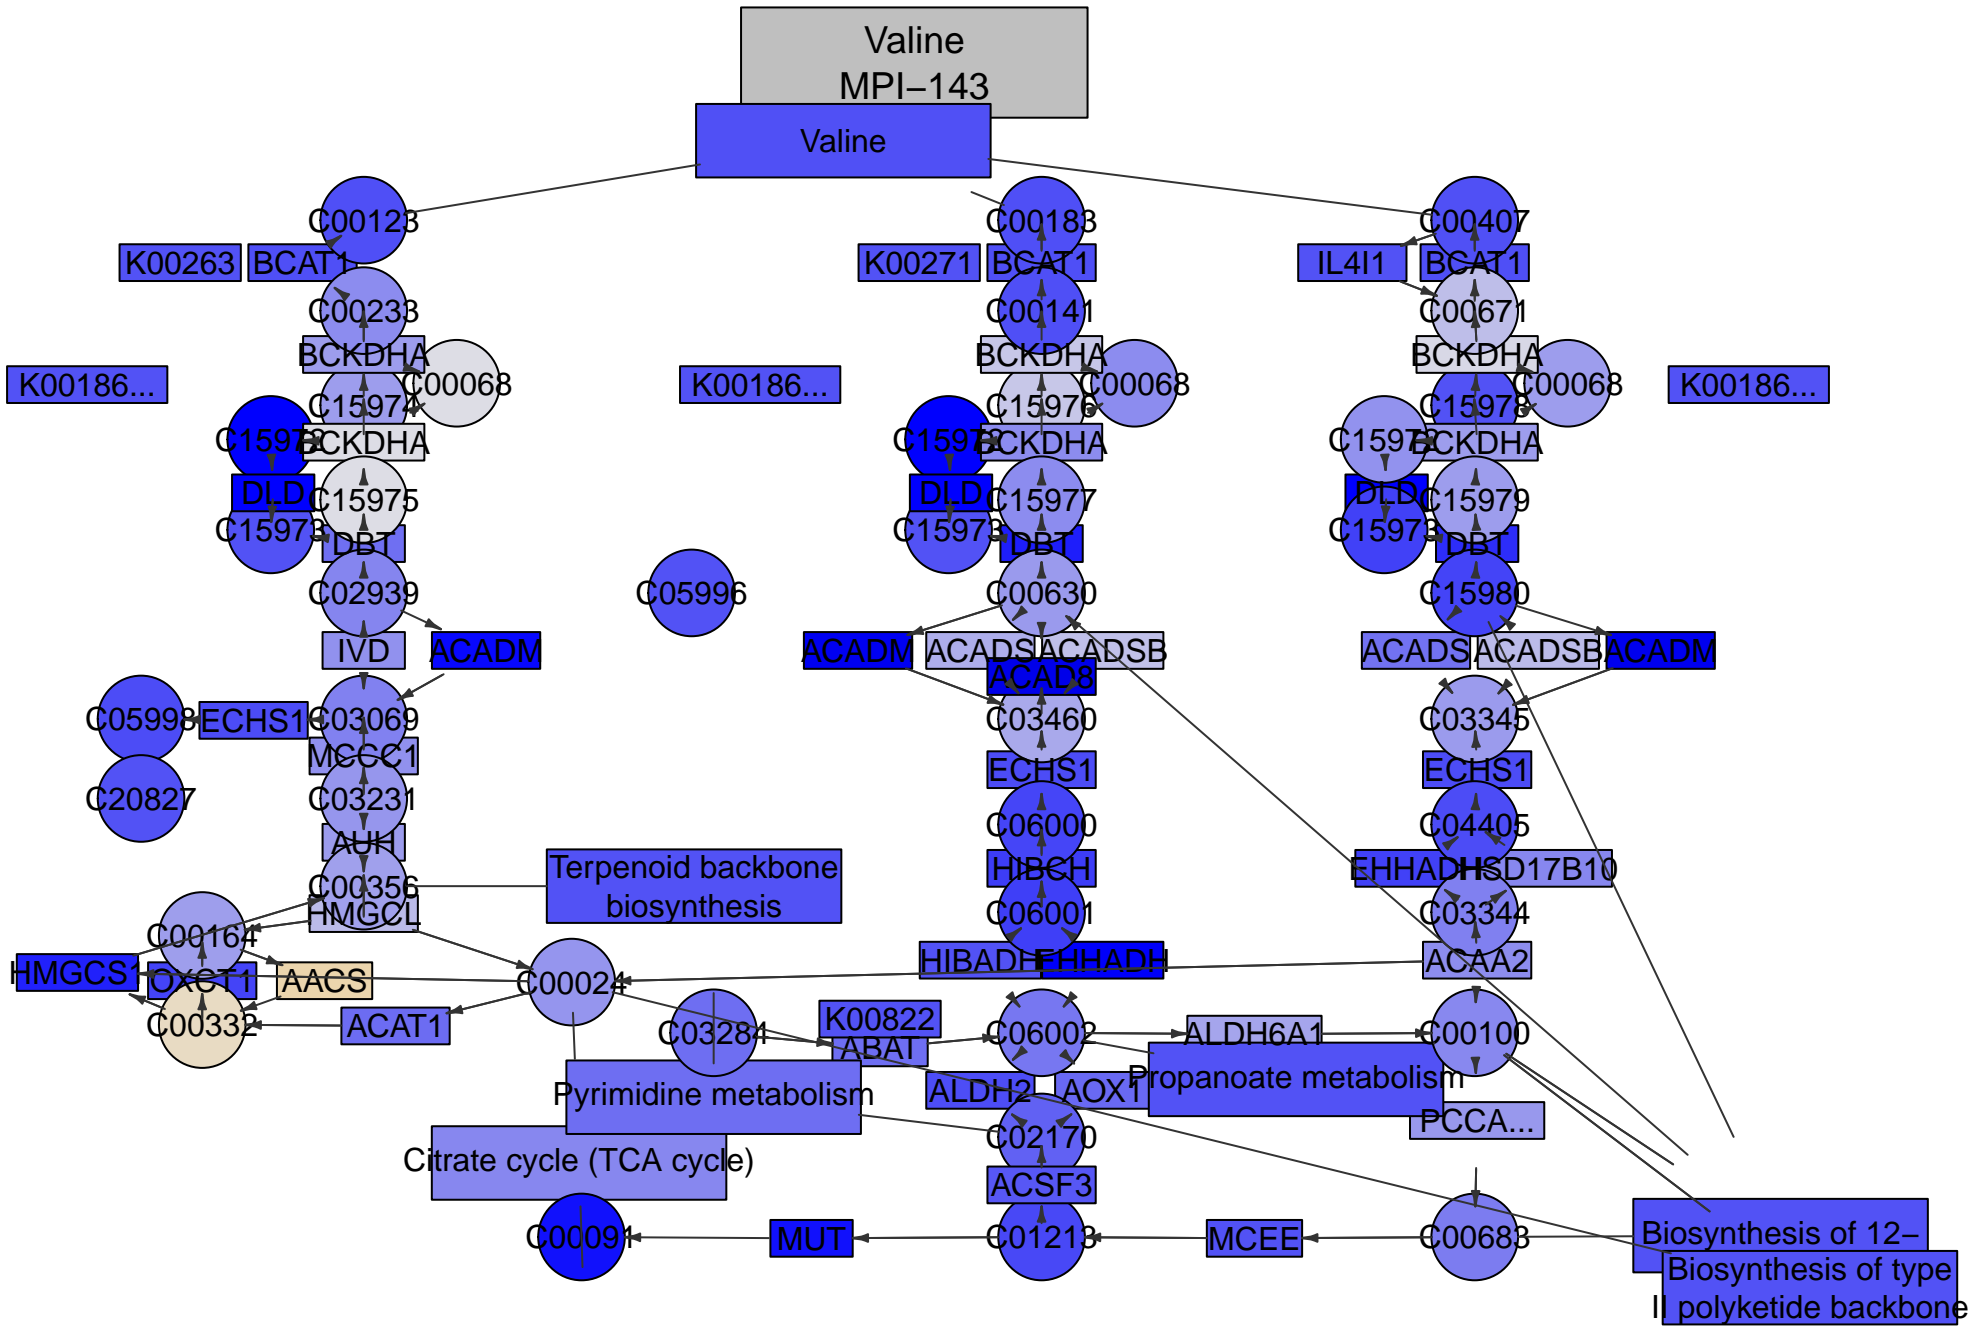 Valine
MPI−143
Valine
C00123
C00183
C00407
K00263
BCAT1
K00271
BCAT1
IL4I1
BCAT1
C00233
C00141
C00671
BCKDHA
BCKDHA
BCKDHA
K00186...
C00068
K00186...
C00068
C00068
K00186...
C15974
C15976
C15978
C15972
BCKDHA
C15972
BCKDHA
C15972
BCKDHA
DLD
C15975
DLD
C15977
DLD
C15979
C15973
DBT
C15973
DBT
C15973
DBT
C02939
C05996
C00630
C15980
IVD
ACADM
ACADM
ACADS
ACADSB
ACADS
ACADSB
ACADM
ACAD8
C05998
ECHS1
C03069
C03460
C03345
MCCC1
ECHS1
ECHS1
C20827
C03231
C06000
C04405
AUH
HIBCH
EHHADH
HSD17B10
C00356
Terpenoid backbone
biosynthesis
HMGCL
C06001
C03344
C00164
HIBADH
EHHADH
ACAA2
HMGCS1
OXCT1
AACS
C00024
C00332
ACAT1
C03284
K00822
ABAT
C06002
ALDH6A1
C00100
Pyrimidine metabolism
ALDH2
AOX1
Propanoate metabolism
PCCA...
C02170
Citrate cycle (TCA cycle)
ACSF3
C00091
MUT
C01213
MCEE
C00683
Biosynthesis of 12−
Biosynthesis of type
II polyketide backbone